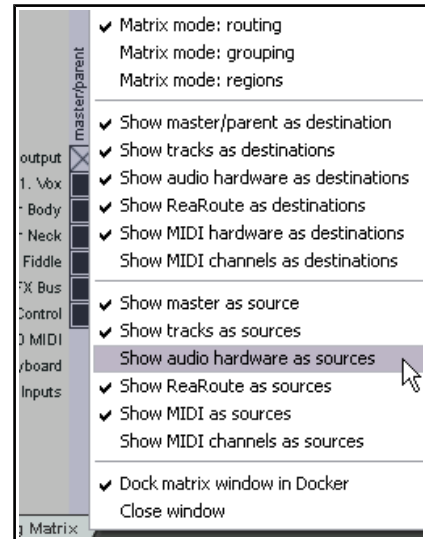 master/parent
output
1. Vox
Body
Neck
Fiddle
FX Bus
Control
MIDI
Inputs
Matrix
Matrix mode: routing
Matrix mode: grouping
Matrix mode: regions
Show master/parent as destination
Show tracks as destinations
Show audio hardware as destinations
Show ReaRoute as destinations
Show MIDI hardware as destinations
Show MIDI channels as destinations
Show master as source
Show tracks as sources
Show audio hardware as sources
Show ReaRoute as sources
Show MIDI as sources
Show MIDI channels as sources
Dock matrix window in Docker
Close window